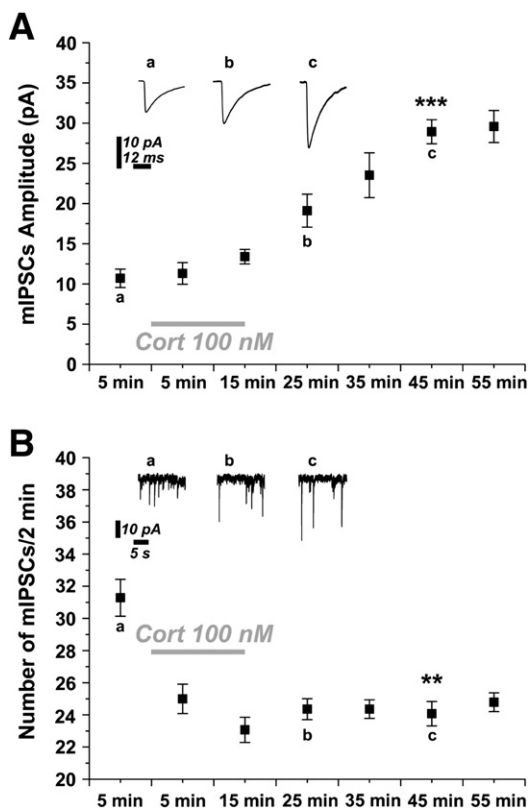 A
mIPSCs Amplitude (pA)
40
35
30
25
20
15
10
5
0
a b c
10 pA
12 ms
***
c
b
a
Cort 100 nM
5 min 5 min 15 min 25 min 35 min 45 min 55 min
B
Number of mIPSCs/2 min
40
38
36
34
32
30
28
26
24
22
20
a b c
10 pA
5 s
a
Cort 100 nM
**
b c
5 min 5 min 15 min 25 min 35 min 45 min 55 min